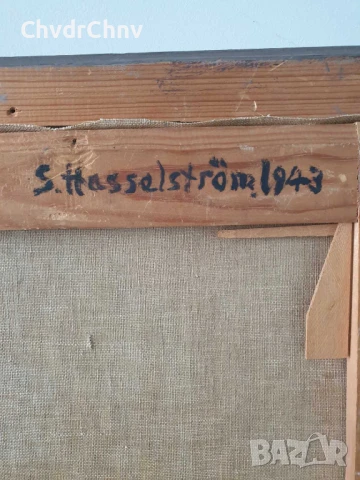 ChvdrChnv
S. Hasselström. 1943
BAZAR